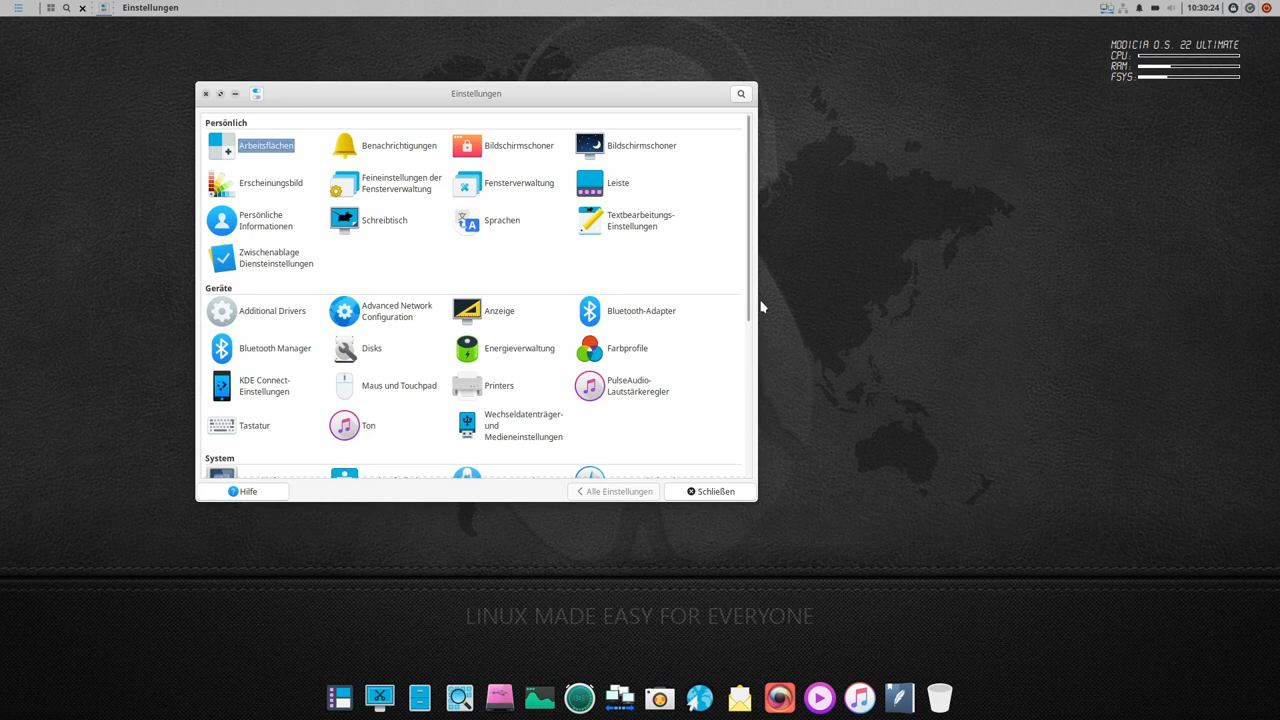 Einstellungen
10:30:24
MODICIA O.S. 22 ULTIMATE
CPU:
RAM:
FSYS:
Einstellungen
Persönlich
Arbeitsflächen
Benachrichtigungen
Bildschirmschoner
Bildschirmschoner
Erscheinungsbild
Feineinstellungen der
Fensterverwaltung
Fensterverwaltung
Leiste
Persönliche
Informationen
Schreibtisch
Sprachen
Textbearbeitungs-
Einstellungen
Zwischenablage
Diensteinstellungen
Geräte
Additional Drivers
Advanced Network
Configuration
Anzeige
Bluetooth-Adapter
Bluetooth Manager
Disks
Energieverwaltung
Farbprofile
KDE Connect-
Einstellungen
Maus und Touchpad
Printers
PulseAudio-
Lautstärkeregler
Tastatur
Ton
Wechseldatenträger-
und
Medieneinstellungen
System
Hilfe
Alle Einstellungen
Schließen
LINUX MADE EASY FOR EVERYONE